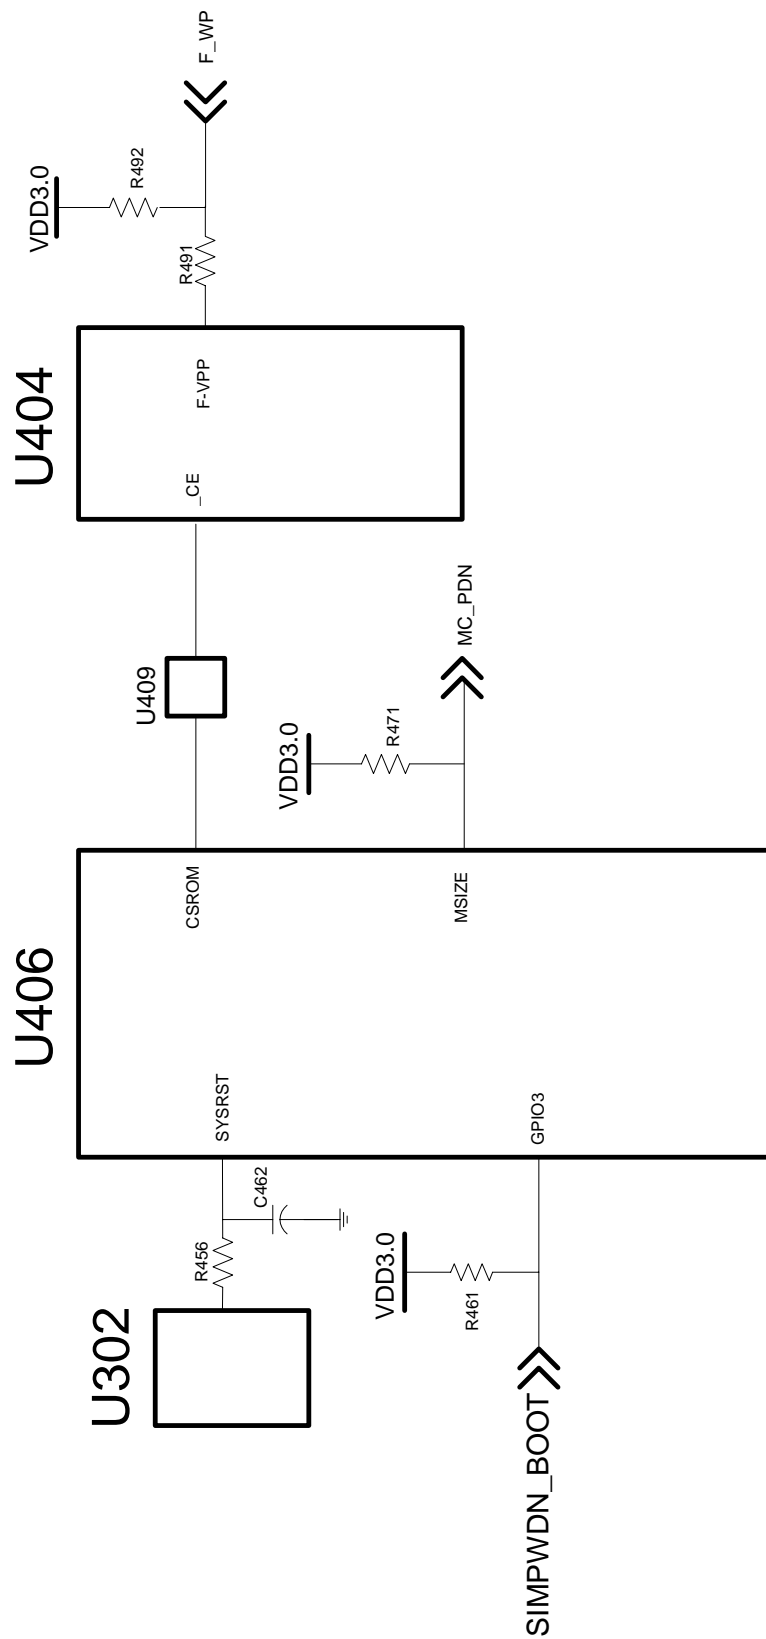 U302
R456
C462
VDD3.0
R461
SIMPWDN_BOOT
U406
SYSRST
GPIO3
CSROM
MSIZE
U409
VDD3.0
R471
MC_PDN
U404
_CE
F-VPP
VDD3.0
R491
R492
F_WP